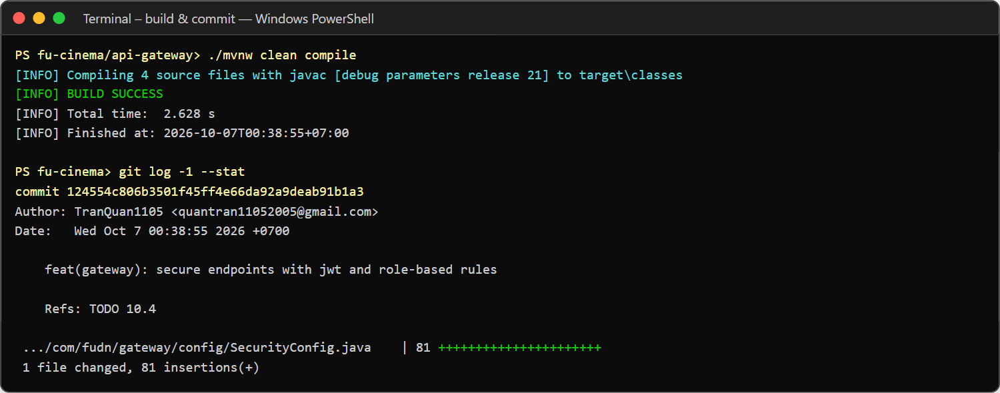 Terminal – build & commit — Windows PowerShell
PS fu-cinema/api-gateway> ./mvnw clean compile
[INFO] Compiling 4 source files with javac [debug parameters release 21] to target\classes
[INFO] BUILD SUCCESS
[INFO] Total time:  2.628 s
[INFO] Finished at: 2026-10-07T00:38:55+07:00
PS fu-cinema> git log -1 --stat
commit 124554c806b3501f45ff4e66da92a9deab91b1a3
Author: TranQuan1105 <quantran11052005@gmail.com>
Date:   Wed Oct 7 00:38:55 2026 +0700
feat(gateway): secure endpoints with jwt and role-based rules
Refs: TODO 10.4
.../com/fudn/gateway/config/SecurityConfig.java    | 81 ++++++++++++++++++++++
1 file changed, 81 insertions(+)